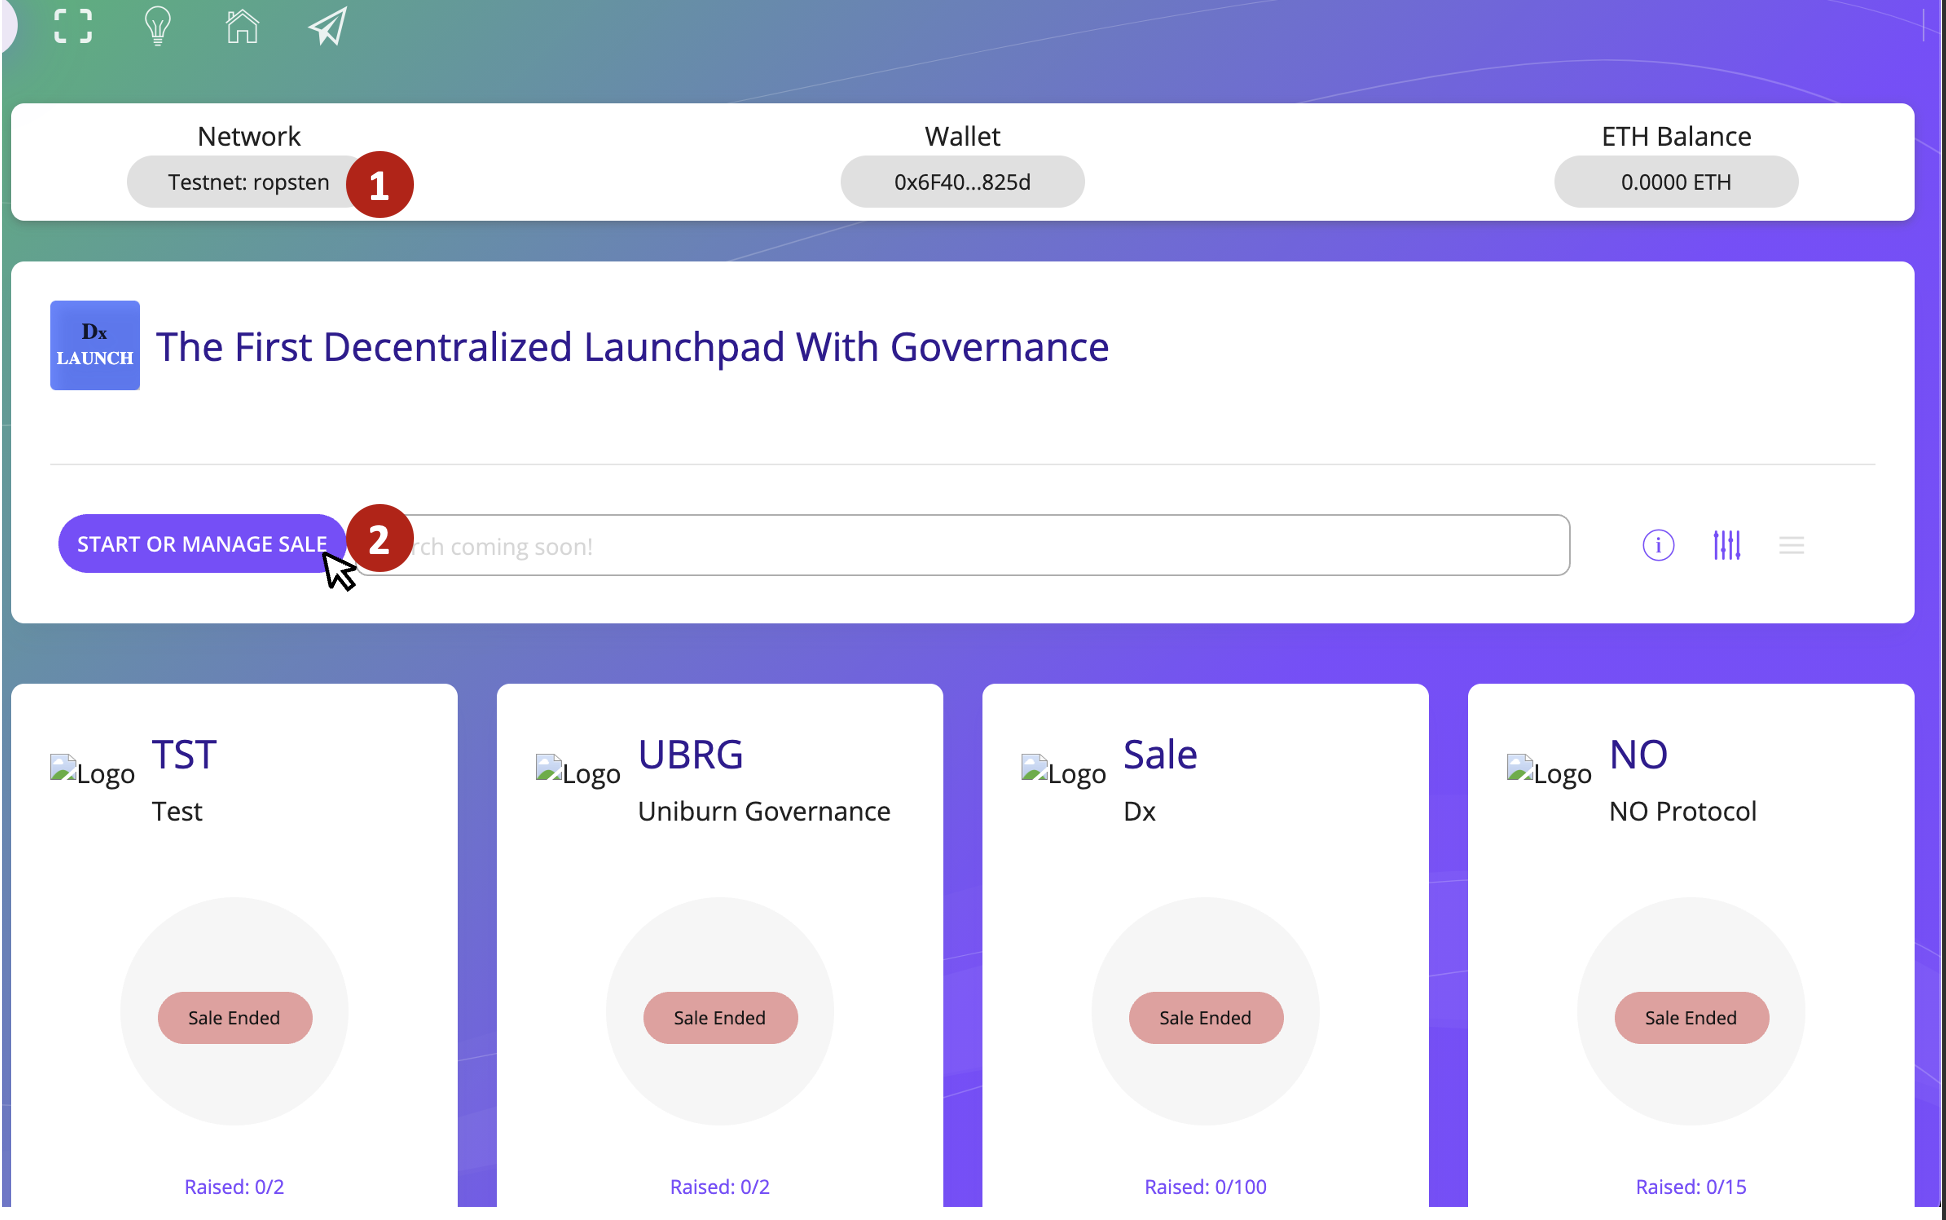 Network
Wallet
ETH Balance
Testnet: ropsten
1
0x6F40...825d
0.0000 ETH
Dx
LAUNCH
The First Decentralized Launchpad With Governance
START OR MANAGE SALE
2
rch coming soon!
Logo
TST
Test
Sale Ended
Raised: 0/2
Logo
UBRG
Uniburn Governance
Sale Ended
Raised: 0/2
Logo
Sale
Dx
Sale Ended
Raised: 0/100
Logo
NO
NO Protocol
Sale Ended
Raised: 0/15